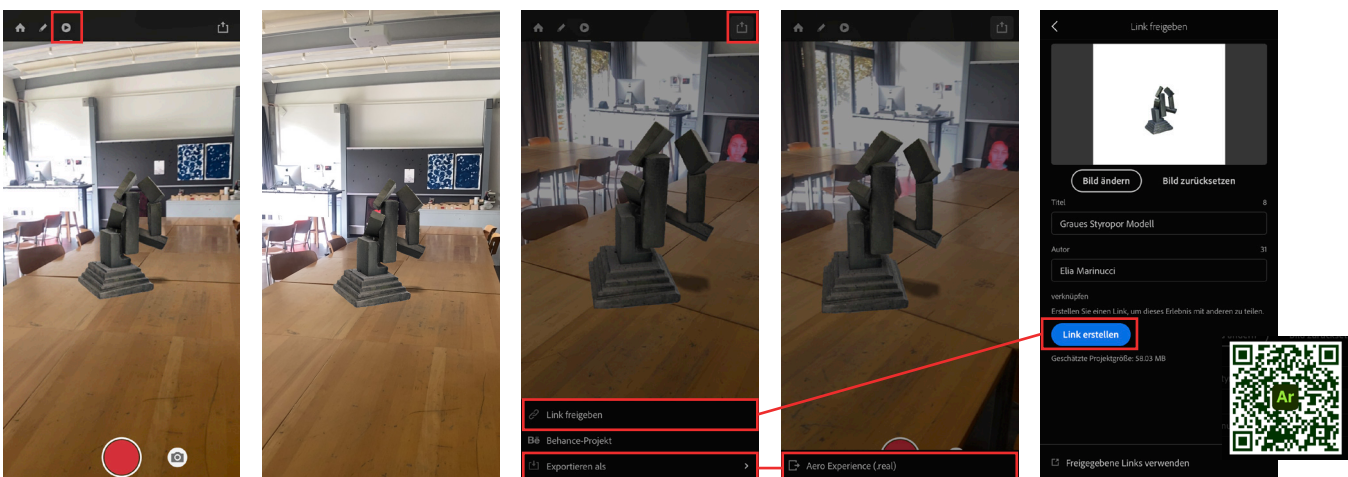 Link freigeben
Bē Behance-Projekt
Exportieren als
Aero Experience (.real)
Link freigeben
Bild ändern
Bild zurücksetzen
Titel
8
Graues Styropor Modell
Autor
31
Elia Marinucci
verknüpfen
Erstellen Sie einen Link, um dieses Erlebnis mit anderen zu teilen.
Link erstellen
Geschätzte Projektgröße: 58.03 MB
Ar
Freigegebene Links verwenden